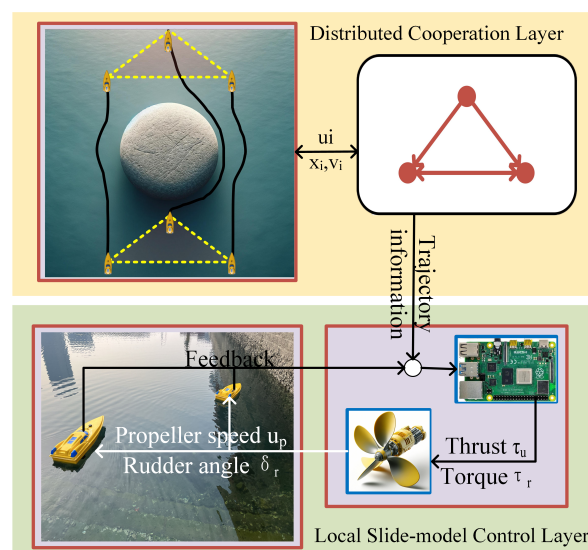 Distributed Cooperation Layer
ui
xᵢ,vᵢ
Trajectory
information
Feedback
Propeller speed uₚ
Rudder angle δᵣ
Thrust τᵤ
Torque τᵣ
Local Slide-model Control Layer